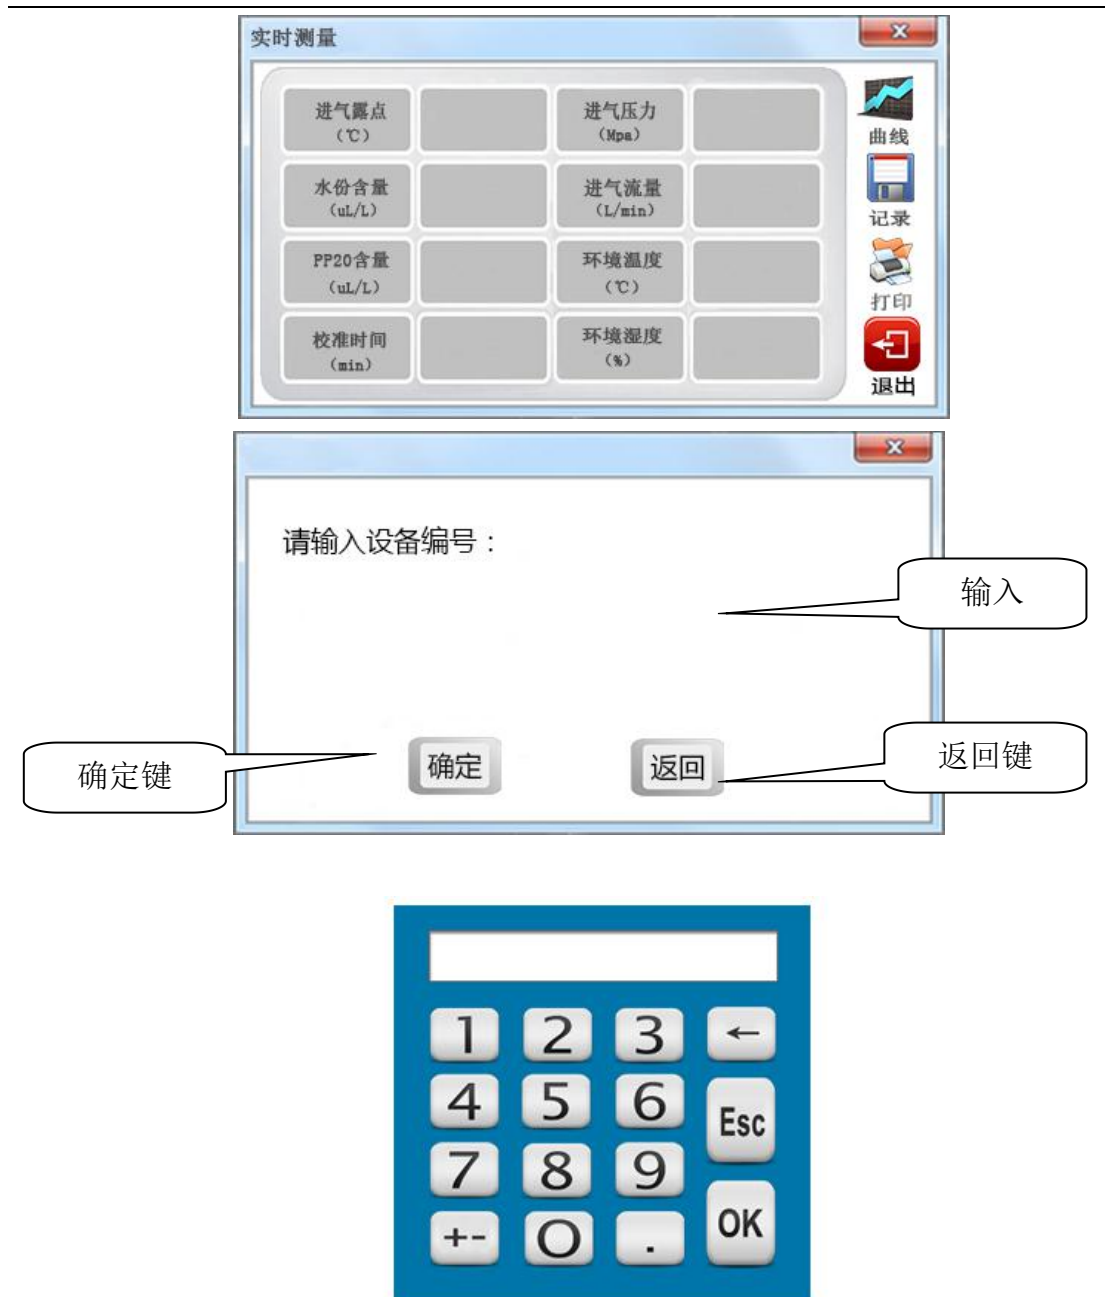 实时测量
进气露点
(℃)
进气压力
(Mpa)
曲线
水份含量
(uL/L)
进气流量
(L/min)
记录
PP20含量
(uL/L)
环境温度
(℃)
打印
校准时间
(min)
环境湿度
(%)
退出
请输入设备编号：
输入
确定键
确定
返回
返回键
1 2 3 ←
4 5 6 Esc
7 8 9
+- 0 . OK